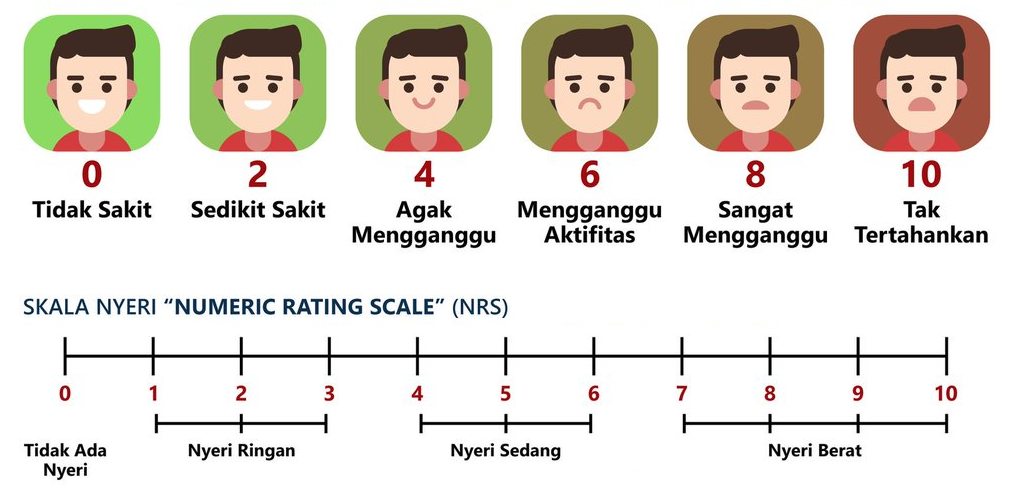 0 2 4 6 8 10
Tidak Sakit Sedikit Sakit Agak Mengganggu Mengganggu Aktifitas Sangat Mengganggu Tak Tertahankan
SKALA NYERI “NUMERIC RATING SCALE” (NRS)
0 1 2 3 4 5 6 7 8 9 10
Tidak Ada Nyeri Nyeri Ringan Nyeri Sedang Nyeri Berat